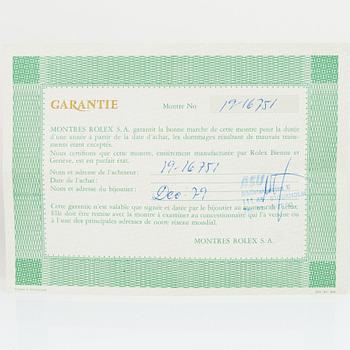 GARANTIE
Montre No 19-16751
MONTRES ROLEX S.A. garantit la bonne marche de cette montre pour la durée
d'une année à partir de la date d'achat, les dommages résultant de mauvais traite-
ments étant exceptés.
Nous certifions que cette montre, entièrement manufacturée par Rolex Bienne et
Genève, est en parfait état.
Nom et adresse de l'acheteur: 19-16751
Date de l'achat:
Nom et adresse du bijoutier: Dec-79
Cette garantie n'est valable que signée et datée par le bijoutier au moment de l'achat.
Elle doit être remise avec la montre à examiner au concessionnaire qui l'a vendue ou
à l'une des principales adresses de notre réseau mondial.
MONTRES ROLEX S.A.